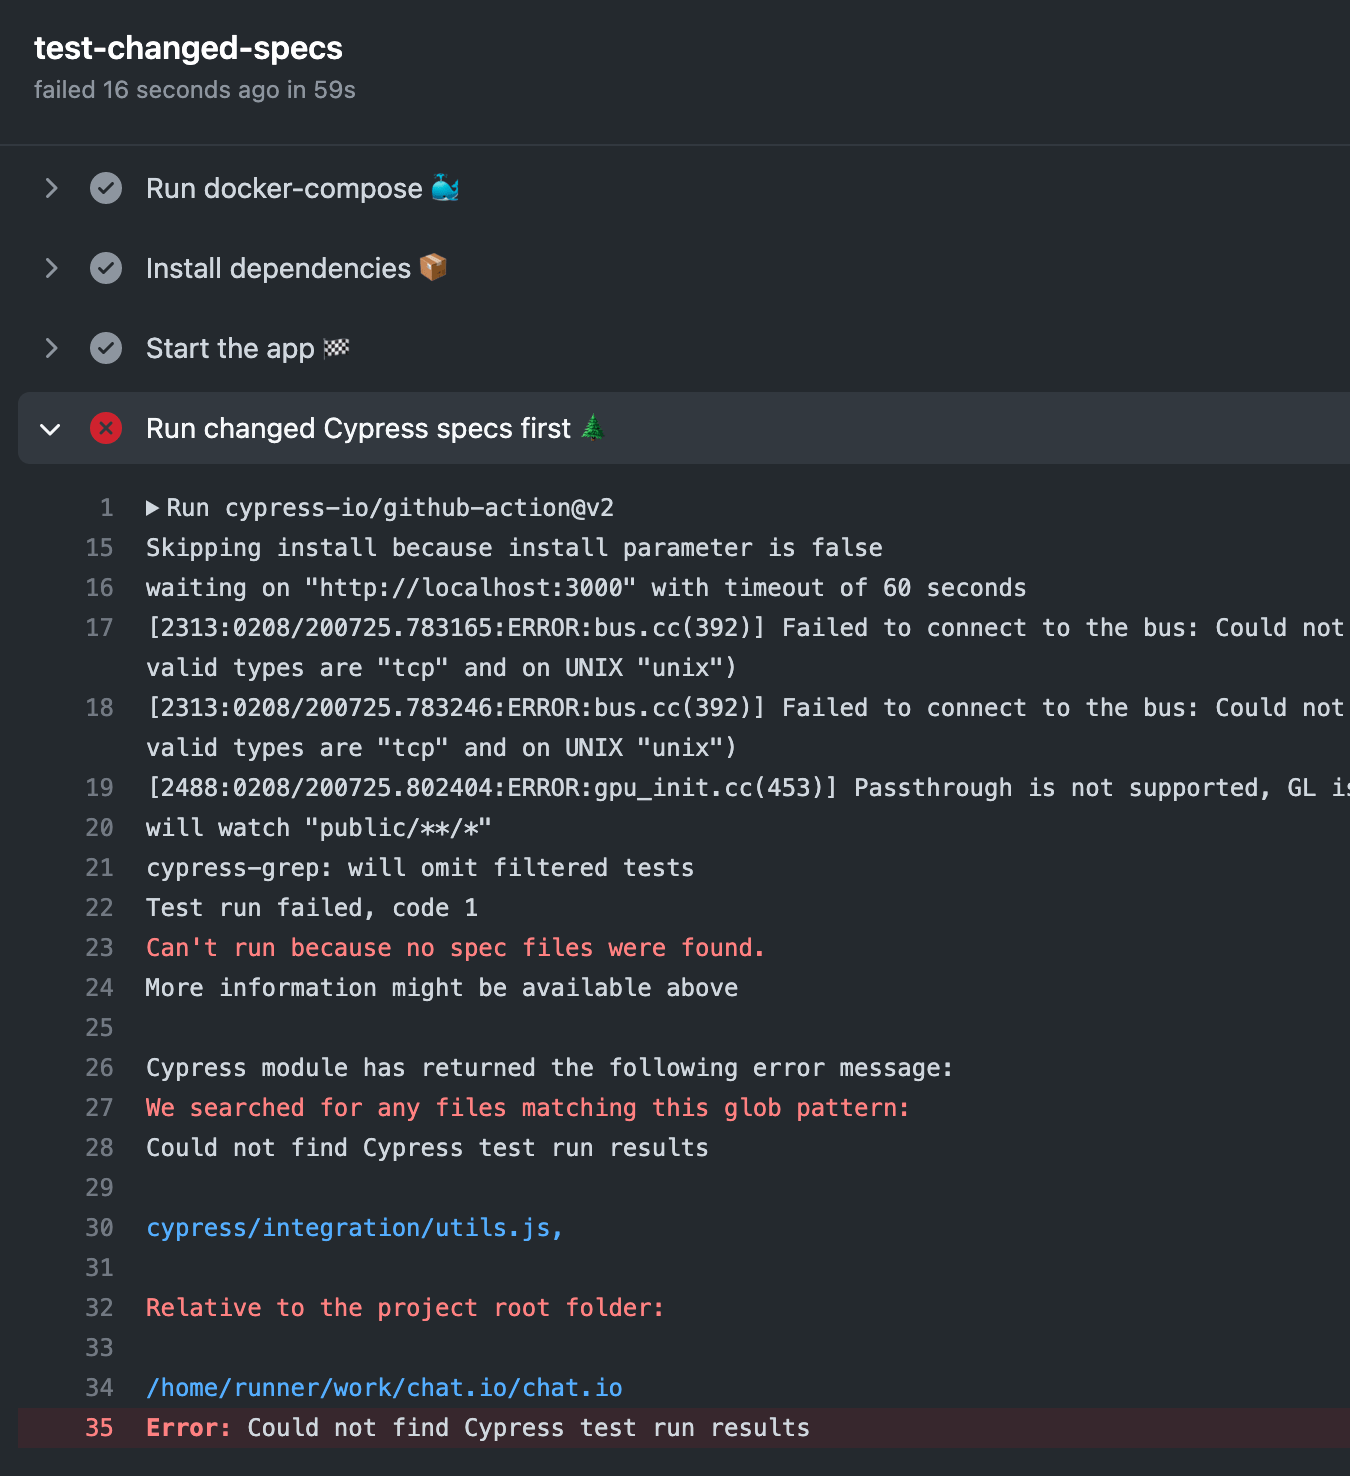 test-changed-specs
failed 16 seconds ago in 59s
Run docker-compose 🐳
Install dependencies 📦
Start the app 🏁
Run changed Cypress specs first 🌲
1 ▶ Run cypress-io/github-action@v2
15 Skipping install because install parameter is false
16 waiting on "http://localhost:3000" with timeout of 60 seconds
17 [2313:0208/200725.783165:ERROR:bus.cc(392)] Failed to connect to the bus: Could not
valid types are "tcp" and on UNIX "unix")
18 [2313:0208/200725.783246:ERROR:bus.cc(392)] Failed to connect to the bus: Could not
valid types are "tcp" and on UNIX "unix")
19 [2488:0208/200725.802404:ERROR:gpu_init.cc(453)] Passthrough is not supported, GL is
20 will watch "public/**/*"
21 cypress-grep: will omit filtered tests
22 Test run failed, code 1
23 Can't run because no spec files were found.
24 More information might be available above
25
26 Cypress module has returned the following error message:
27 We searched for any files matching this glob pattern:
28 Could not find Cypress test run results
29
30 cypress/integration/utils.js,
31
32 Relative to the project root folder:
33
34 /home/runner/work/chat.io/chat.io
35 Error: Could not find Cypress test run results